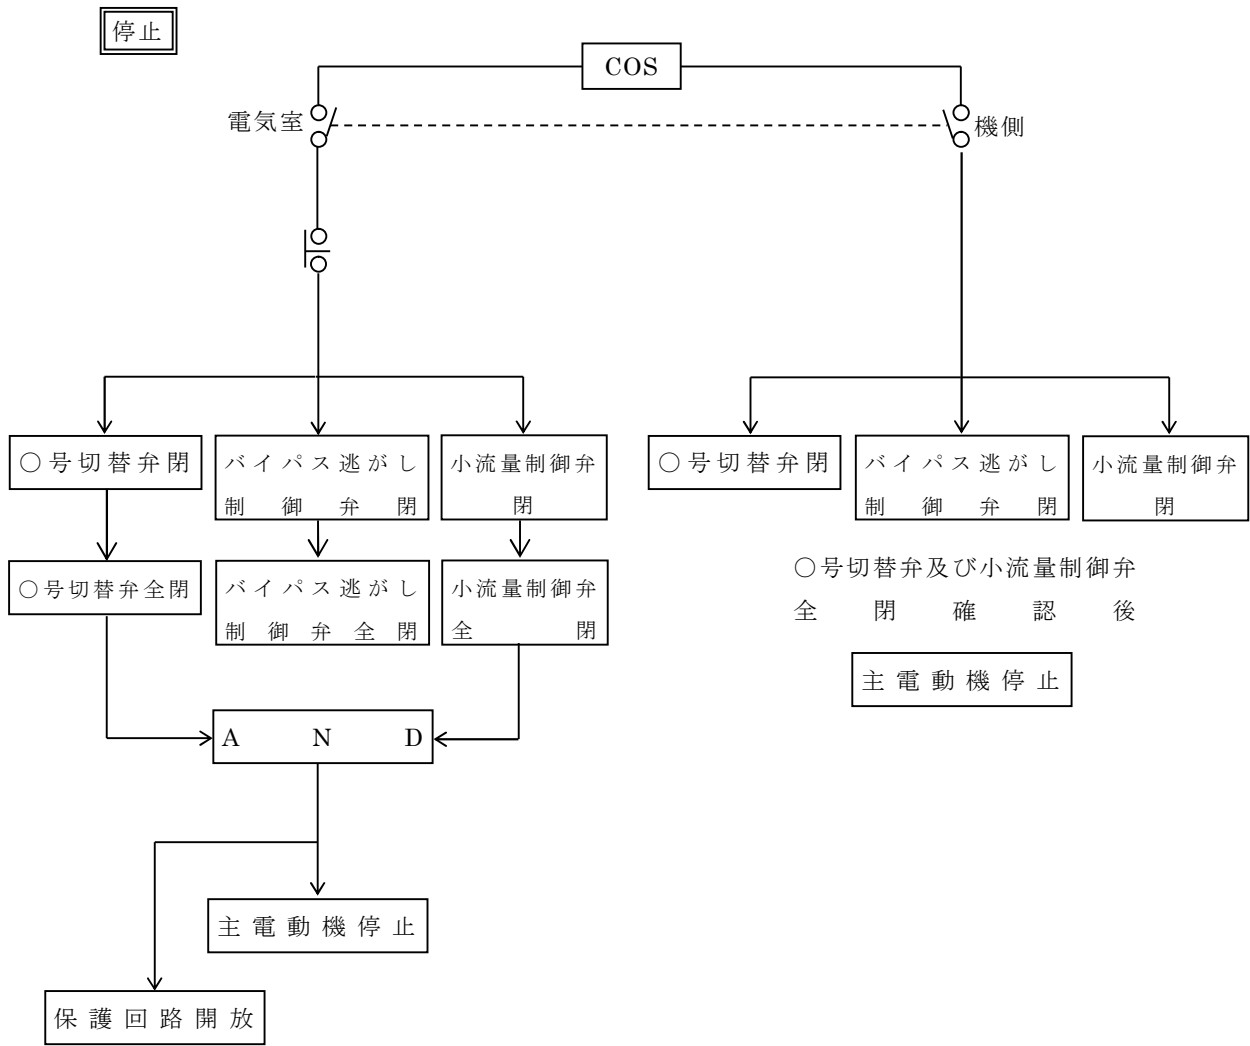 停止
COS
電気室
機側
○号切替弁閉
バイパス逃がし
制御弁閉
小流量制御弁
閉
○号切替弁閉
バイパス逃がし
制御弁閉
小流量制御弁
閉
○号切替弁全閉
バイパス逃がし
制御弁全閉
小流量制御弁
全閉
○号切替弁及び小流量制御弁
全閉確認後
主電動機停止
AND
主電動機停止
保護回路開放